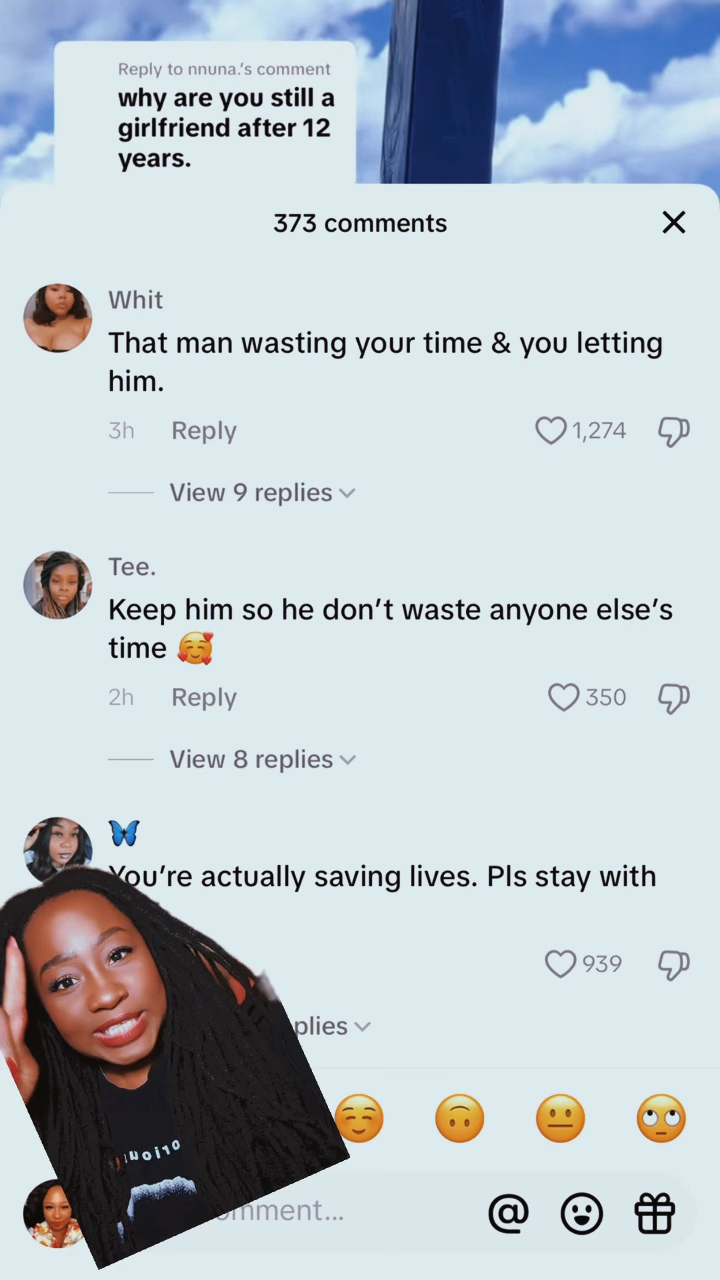 Reply to nnuna.'s comment
why are you still a
girlfriend after 12
years.
373 comments
Whit
That man wasting your time & you letting
him.
3h Reply 1,274
View 9 replies
Tee.
Keep him so he don't waste anyone else's
time 🥰
2h Reply 350
View 8 replies
🦋
You're actually saving lives. Pls stay with
939
plies
mment...